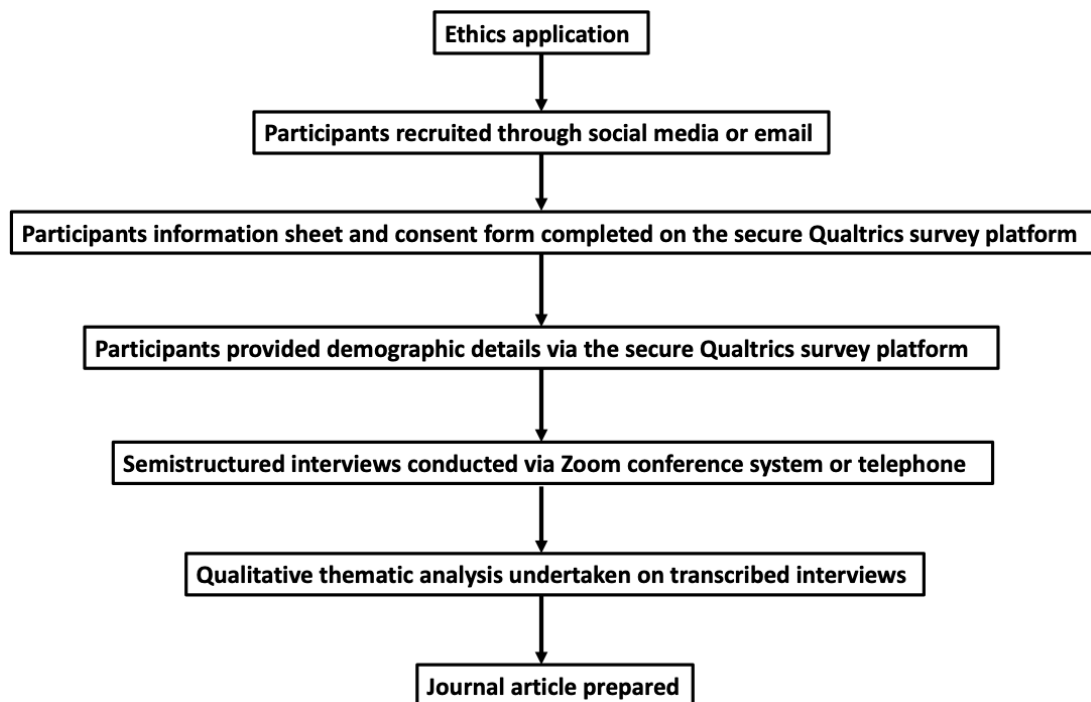 Ethics application
Participants recruited through social media or email
Participants information sheet and consent form completed on the secure Qualtrics survey platform
Participants provided demographic details via the secure Qualtrics survey platform
Semistructured interviews conducted via Zoom conference system or telephone
Qualitative thematic analysis undertaken on transcribed interviews
Journal article prepared